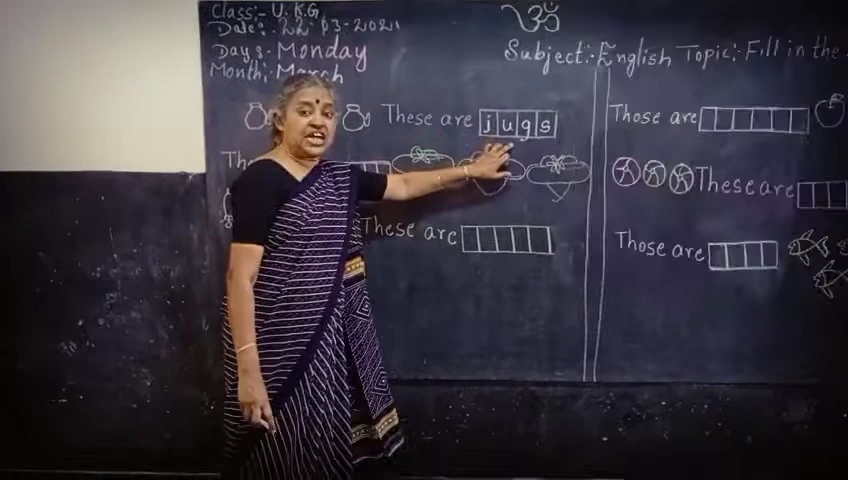 Class:- U.K.G
Date:- 22-03-2021
Day:- Monday
Month:- March
ૐ
Subject:- English Topic:- Fill in the
These are jugs
These are
Those are
These are
Those are